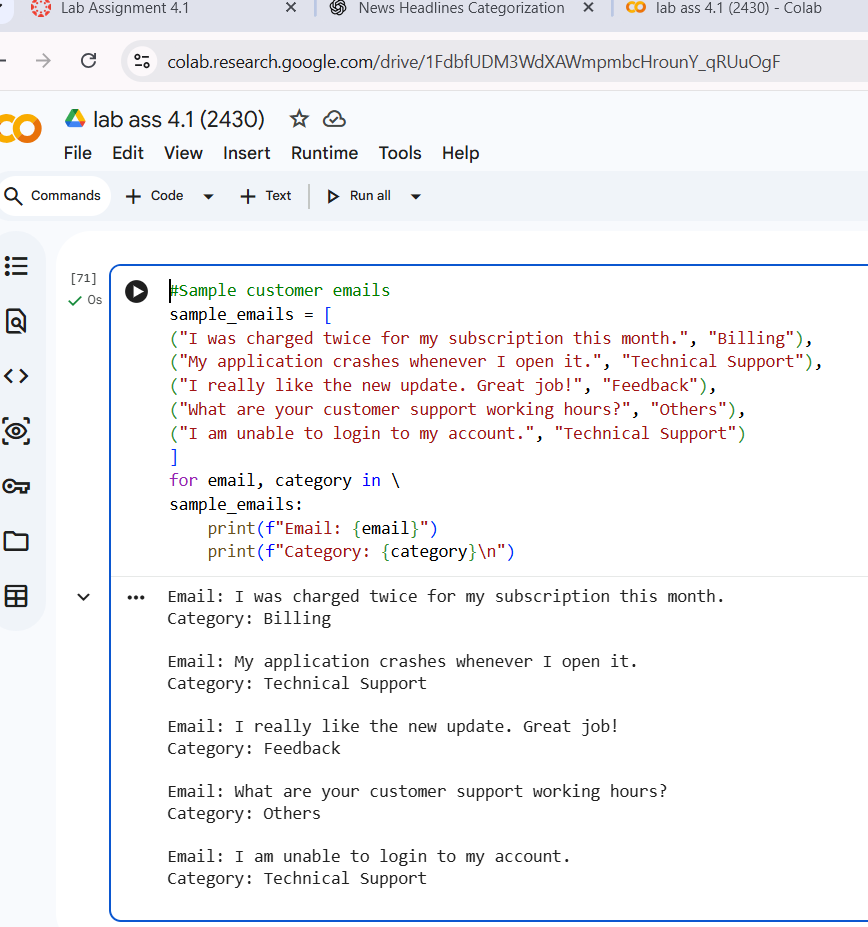 Lab Assignment 4.1
News Headlines Categorization
lab ass 4.1 (2430) - Colab
colab.research.google.com/drive/1FdbfUDM3WdXAWmpmbcHrounY_qRUuOgF
lab ass 4.1 (2430)
File Edit View Insert Runtime Tools Help
Commands + Code + Text Run all
[71]
0s
#Sample customer emails
sample_emails = [
("I was charged twice for my subscription this month.", "Billing"),
("My application crashes whenever I open it.", "Technical Support"),
("I really like the new update. Great job!", "Feedback"),
("What are your customer support working hours?", "Others"),
("I am unable to login to my account.", "Technical Support")
]
for email, category in \
sample_emails:
    print(f"Email: {email}")
    print(f"Category: {category}\n")
Email: I was charged twice for my subscription this month.
Category: Billing

Email: My application crashes whenever I open it.
Category: Technical Support

Email: I really like the new update. Great job!
Category: Feedback

Email: What are your customer support working hours?
Category: Others

Email: I am unable to login to my account.
Category: Technical Support